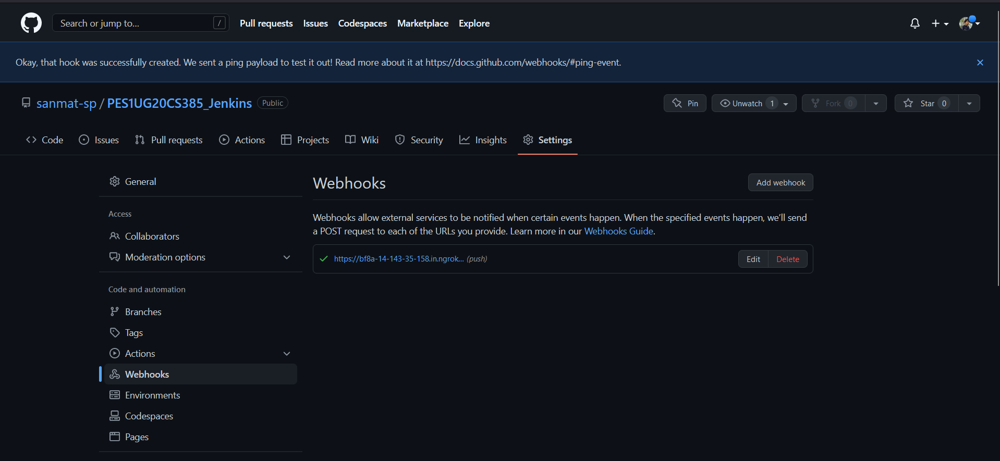 Search or jump to... /
Pull requests Issues Codespaces Marketplace Explore
Okay, that hook was successfully created. We sent a ping payload to test it out! Read more about it at https://docs.github.com/webhooks/#ping-event.
sanmat-sp / PES1UG20CS385_Jenkins Public
Pin Unwatch 1 Fork 0 Star 0
Code Issues Pull requests Actions Projects Wiki Security Insights Settings
General
Access
Collaborators
Moderation options
Code and automation
Branches
Tags
Actions
Webhooks
Environments
Codespaces
Pages
Webhooks Add webhook
Webhooks allow external services to be notified when certain events happen. When the specified events happen, we’ll send
a POST request to each of the URLs you provide. Learn more in our Webhooks Guide.
https://bf8a-14-143-35-158.in.ngrok... (push) Edit Delete